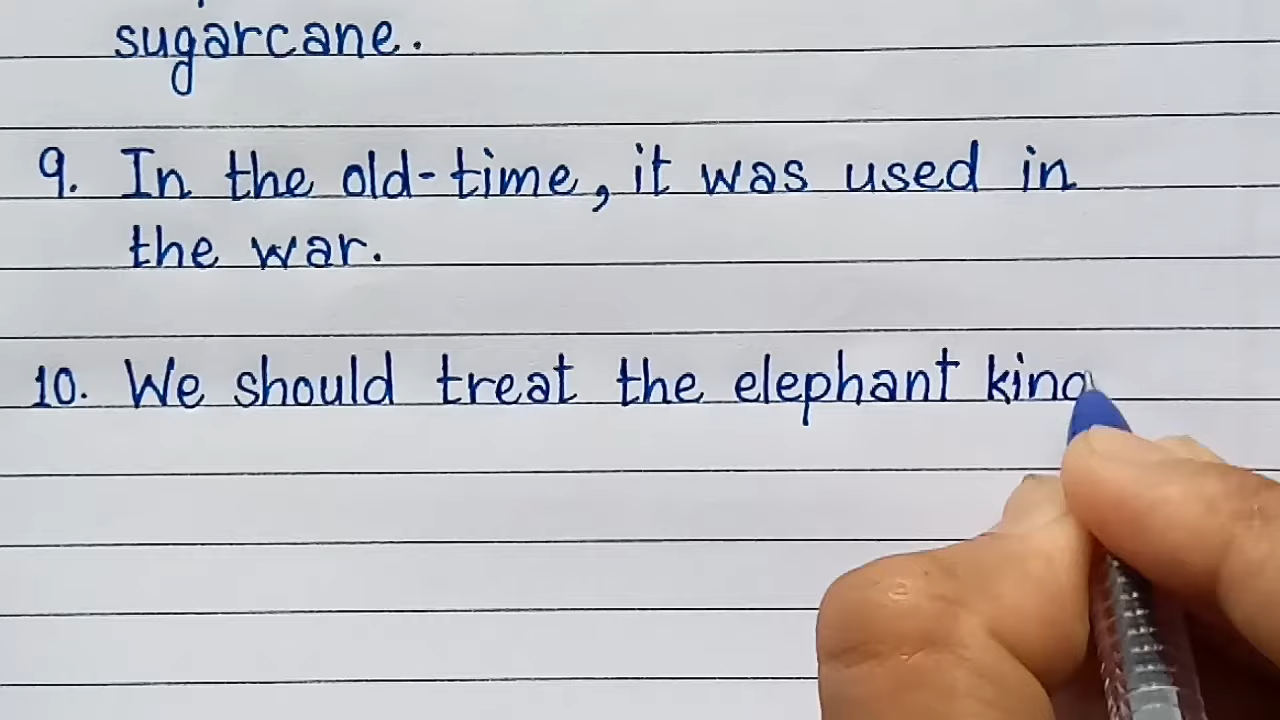 sugarcane.
9. In the old-time, it was used in
the war.
10. We should treat the elephant